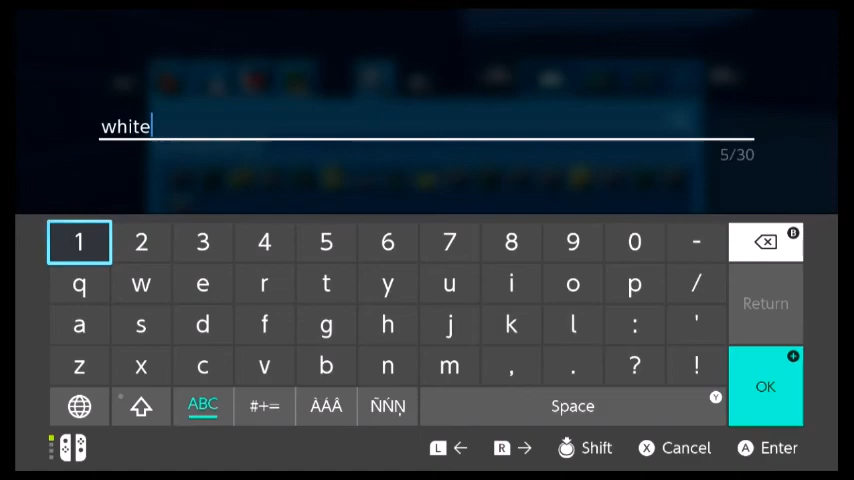 white
5/30
1 2 3 4 5 6 7 8 9 0 - B
q w e r t y u i o p / Return
a s d f g h j k l : '
z x c v b n m , . ? ! + OK
ABC #+= ÀÁÂ ÑŃŅ Space Y
L ← R → Shift X Cancel A Enter